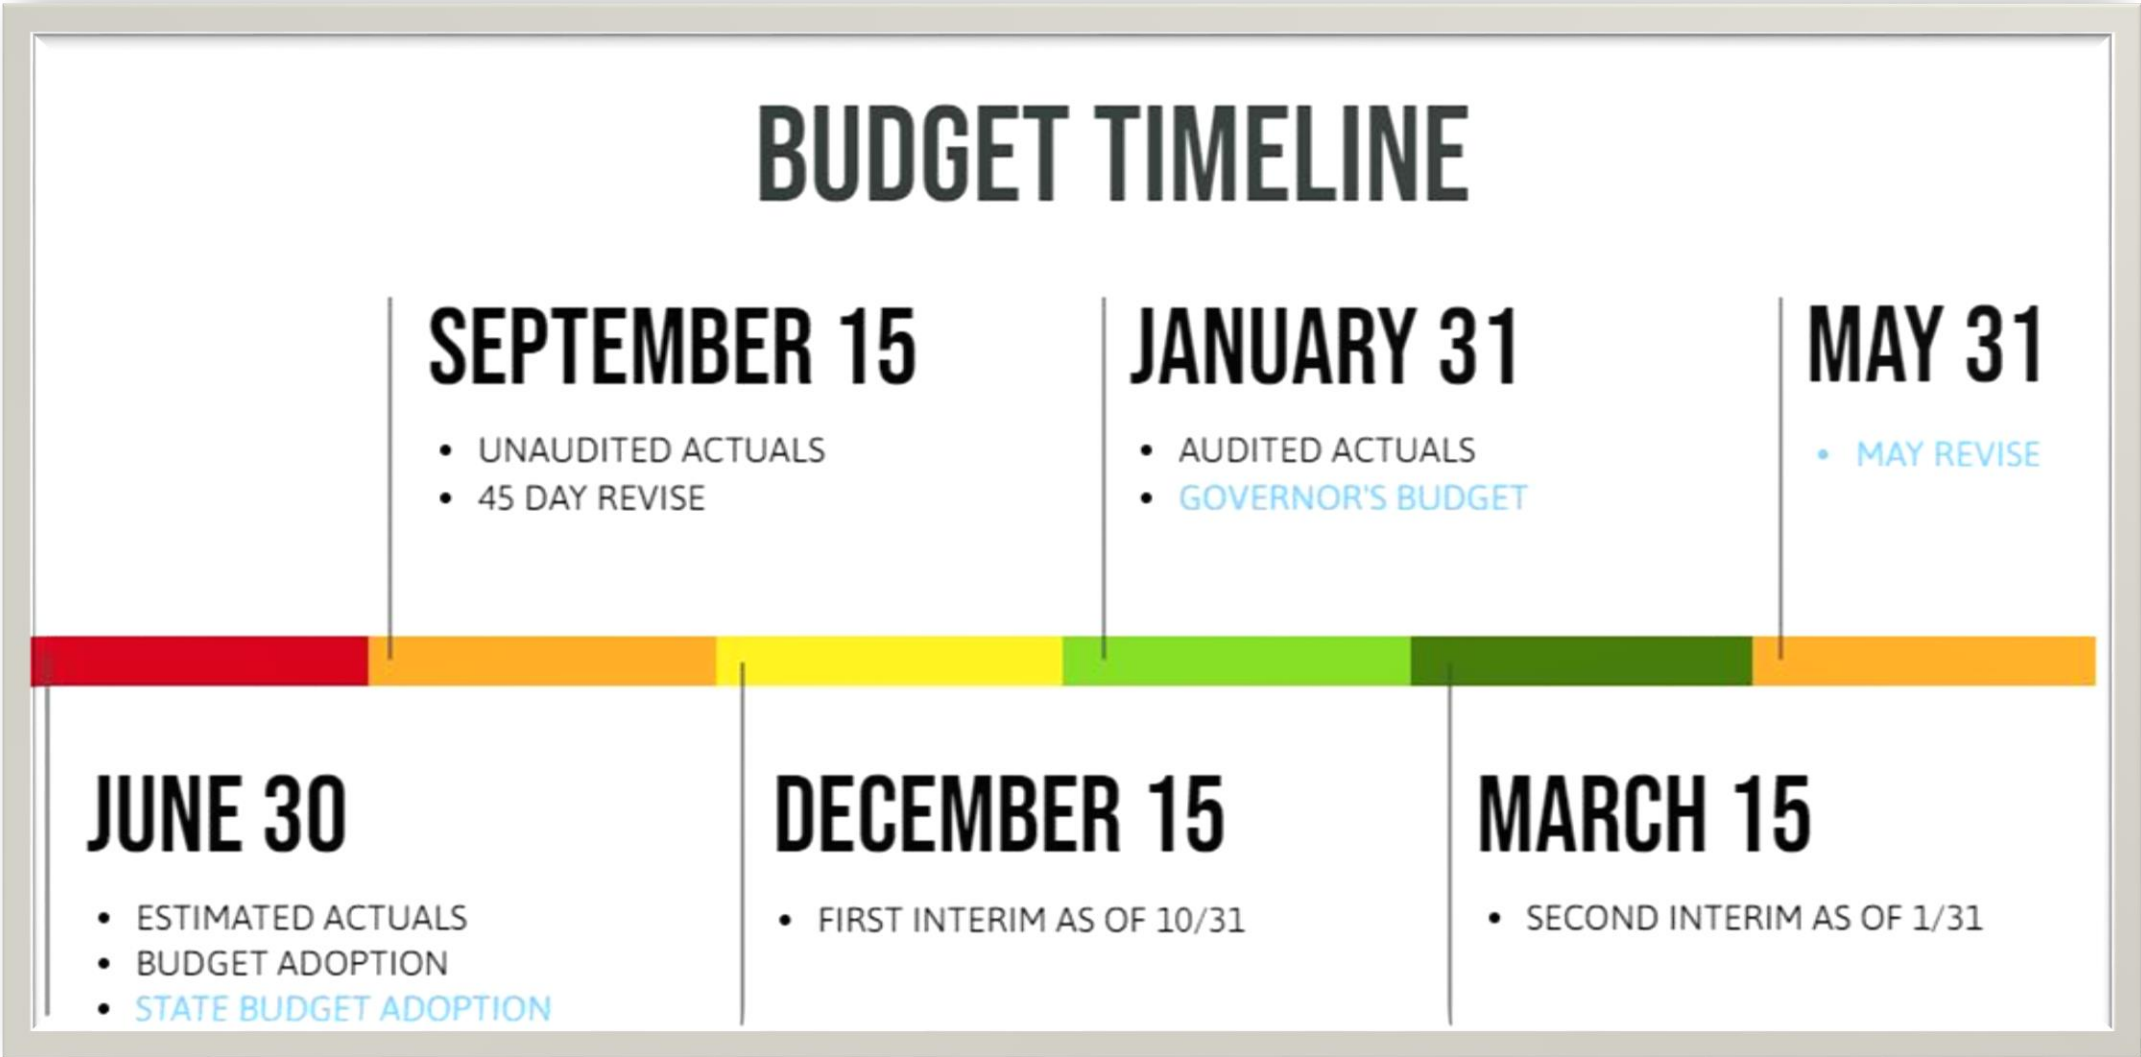 BUDGET TIMELINE
SEPTEMBER 15
• UNAUDITED ACTUALS
• 45 DAY REVISE
JANUARY 31
• AUDITED ACTUALS
• GOVERNOR'S BUDGET
MAY 31
• MAY REVISE
JUNE 30
• ESTIMATED ACTUALS
• BUDGET ADOPTION
• STATE BUDGET ADOPTION
DECEMBER 15
• FIRST INTERIM AS OF 10/31
MARCH 15
• SECOND INTERIM AS OF 1/31